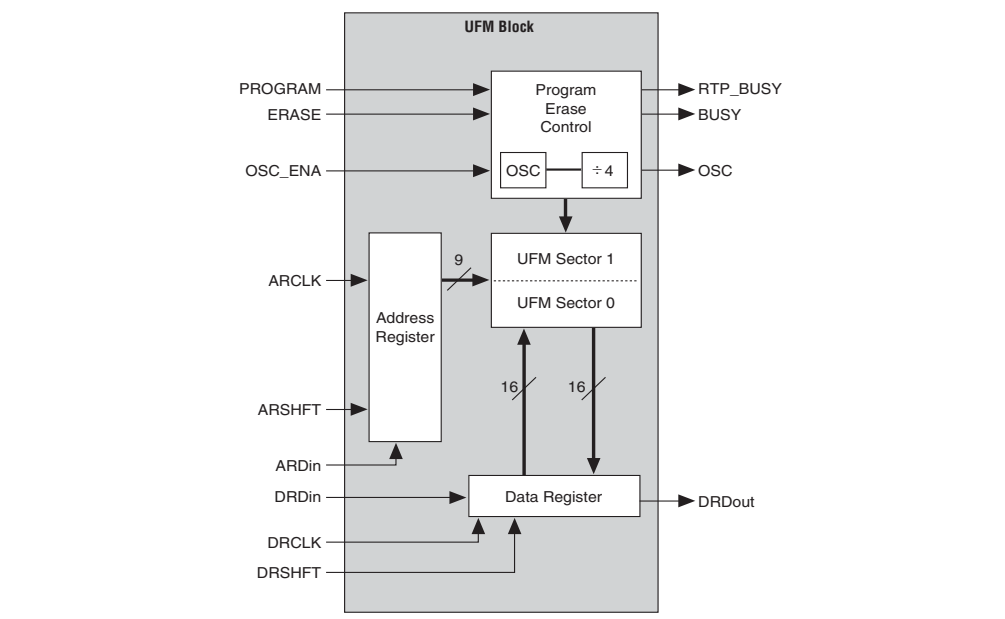 UFM Block
PROGRAM
ERASE
OSC_ENA
Program
Erase
Control
OSC
÷ 4
RTP_BUSY
BUSY
OSC
ARCLK
ARSHFT
ARDin
Address
Register
9
UFM Sector 1
UFM Sector 0
16
16
DRDin
DRCLK
DRSHFT
Data Register
DRDout